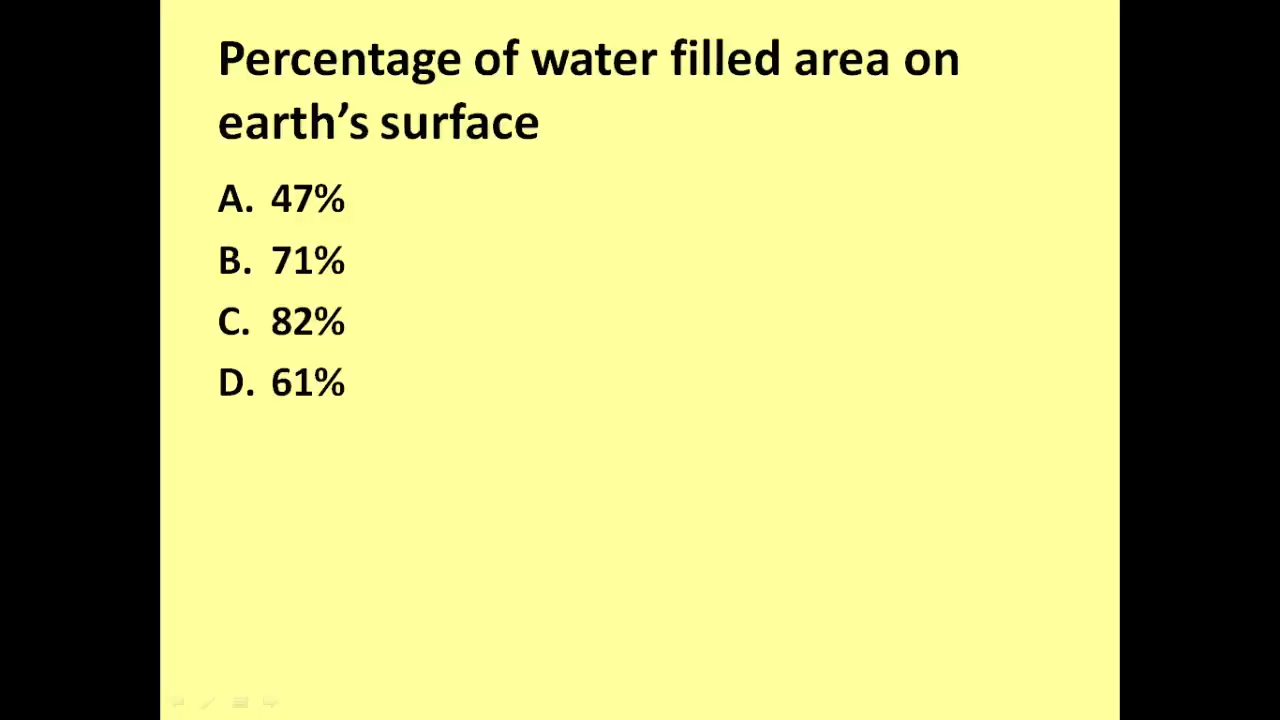 Percentage of water filled area on
earth’s surface
A. 47%
B. 71%
C. 82%
D. 61%